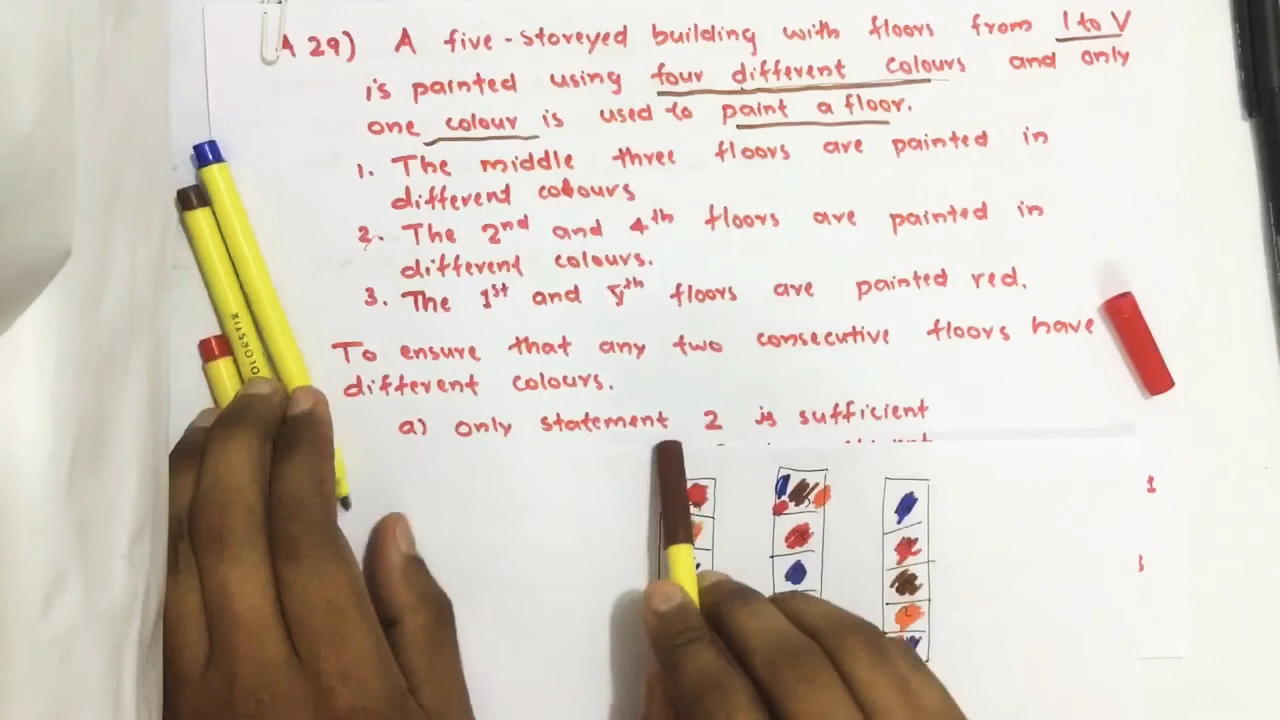 A 29) A five-storeyed building with floors from I to V
is painted using four different colours and only
one colour is used to paint a floor.
1. The middle three floors are painted in
different colours
2. The 2nd and 4th floors are painted in
different colours.
3. The 1st and 5th floors are painted red.
To ensure that any two consecutive floors have
different colours.
a) only statement 2 is sufficient